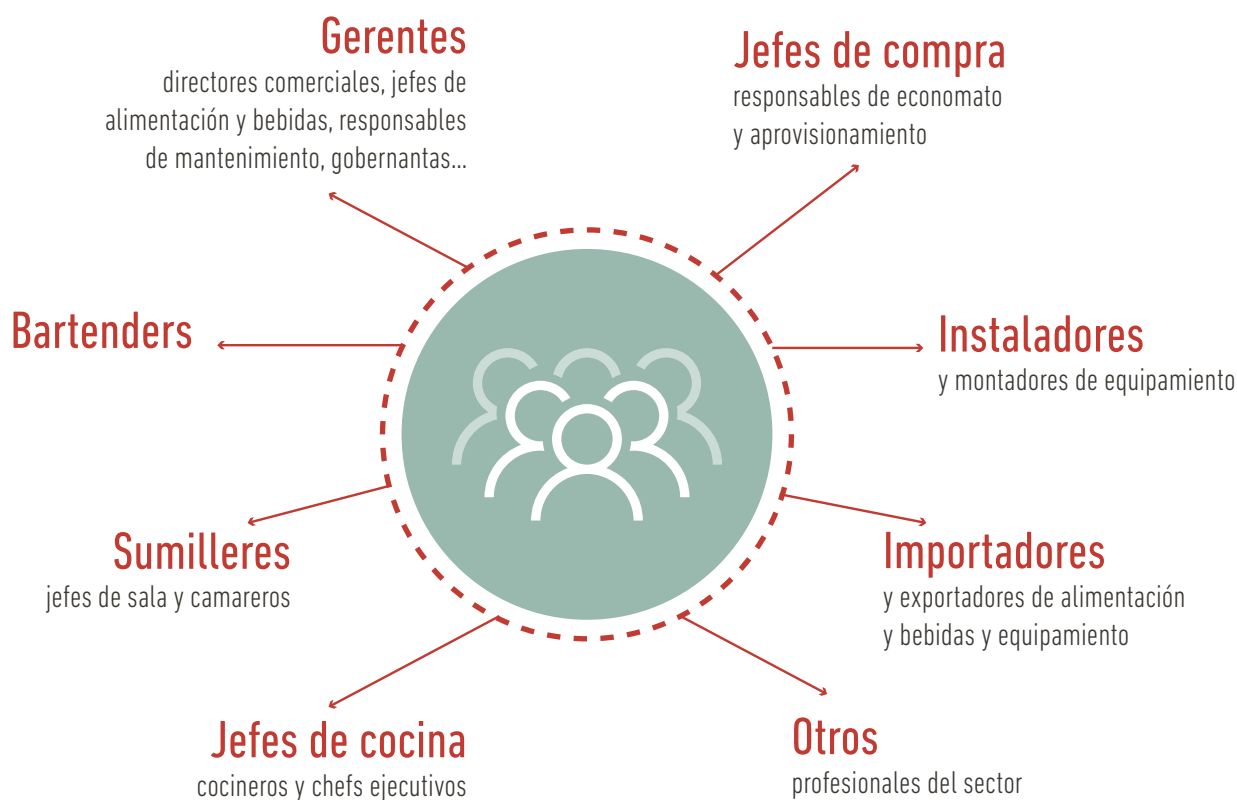 Gerentes
directores comerciales, jefes de
alimentación y bebidas, responsables
de mantenimiento, gobernantas...
Jefes de compra
responsables de economato
y aprovisionamiento
Bartenders
Instaladores
y montadores de equipamiento
Sumilleres
jefes de sala y camareros
Importadores
y exportadores de alimentación
y bebidas y equipamiento
Jefes de cocina
cocineros y chefs ejecutivos
Otros
profesionales del sector